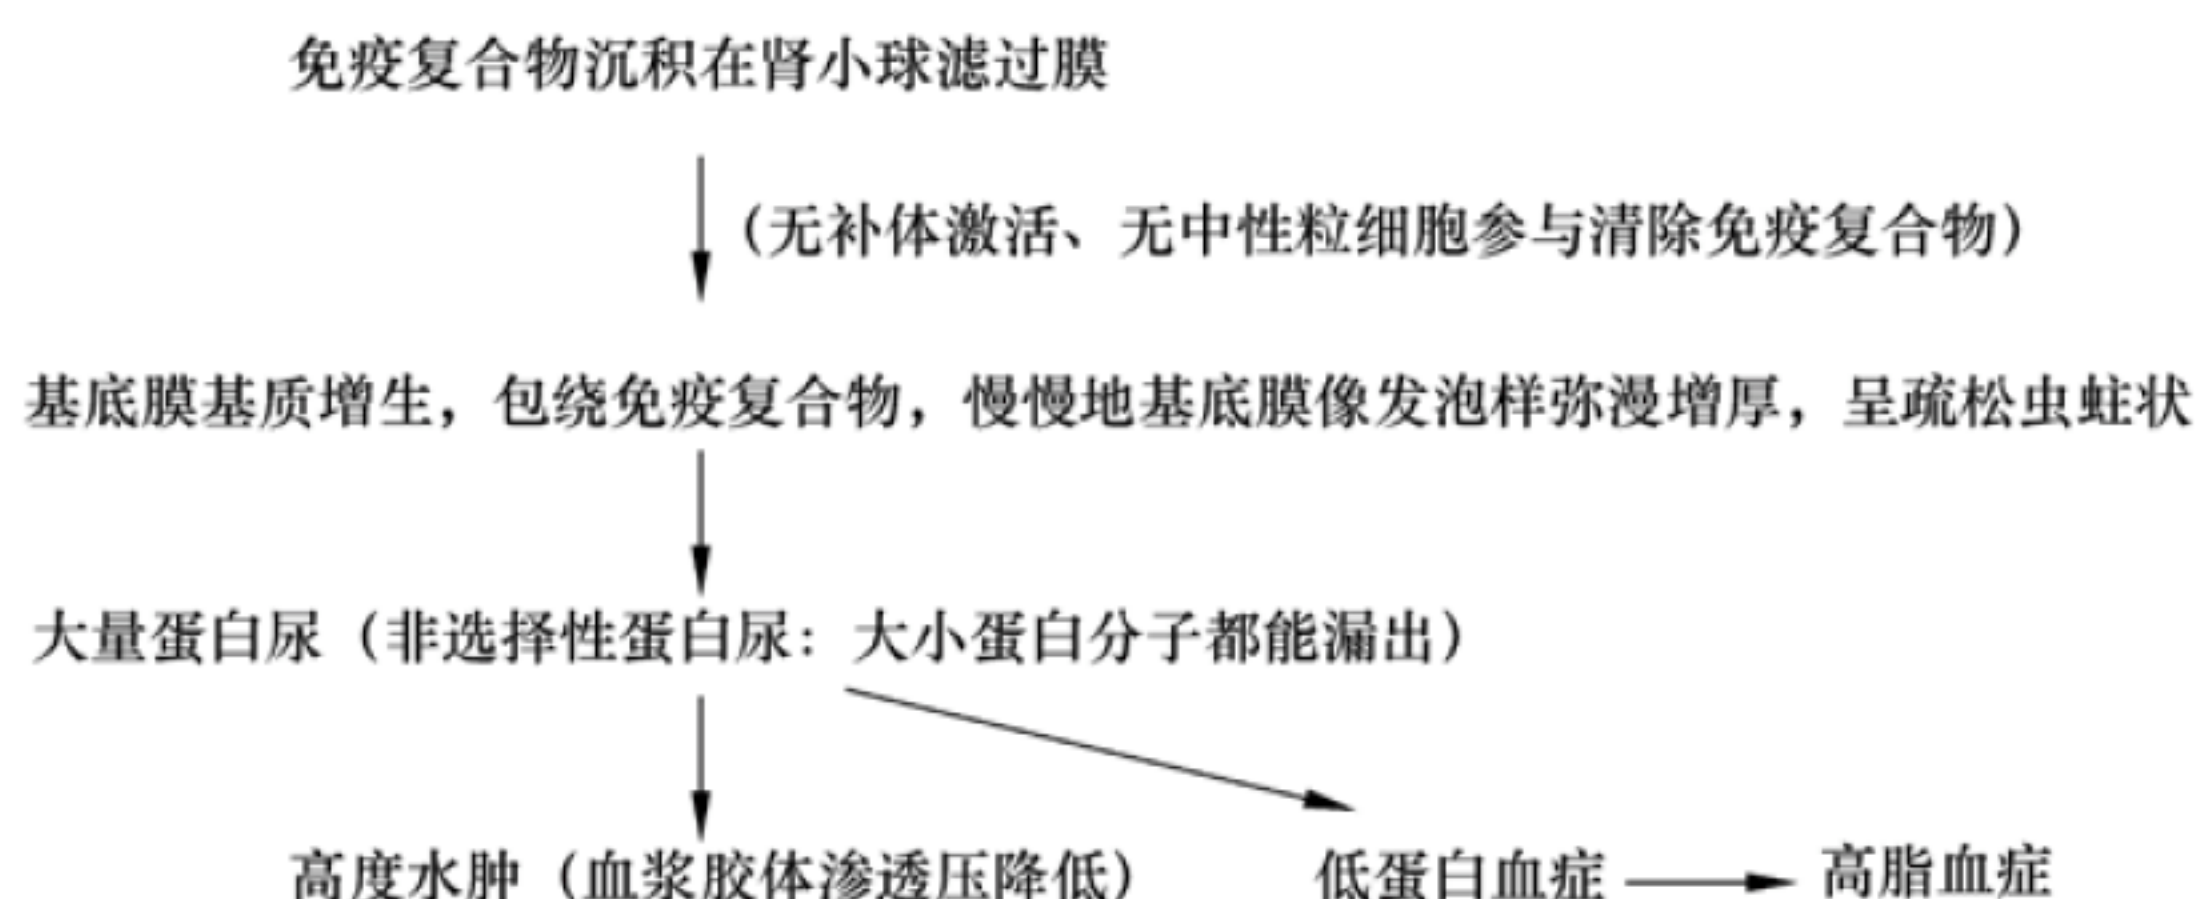 免疫复合物沉积在肾小球滤过膜
（无补体激活、无中性粒细胞参与清除免疫复合物）
基底膜基质增生，包绕免疫复合物，慢慢地基底膜像发泡样弥漫增厚，呈疏松虫蛀状
大量蛋白尿（非选择性蛋白尿：大小蛋白分子都能漏出）
高度水肿（血浆胶体渗透压降低） 低蛋白血症 高脂血症